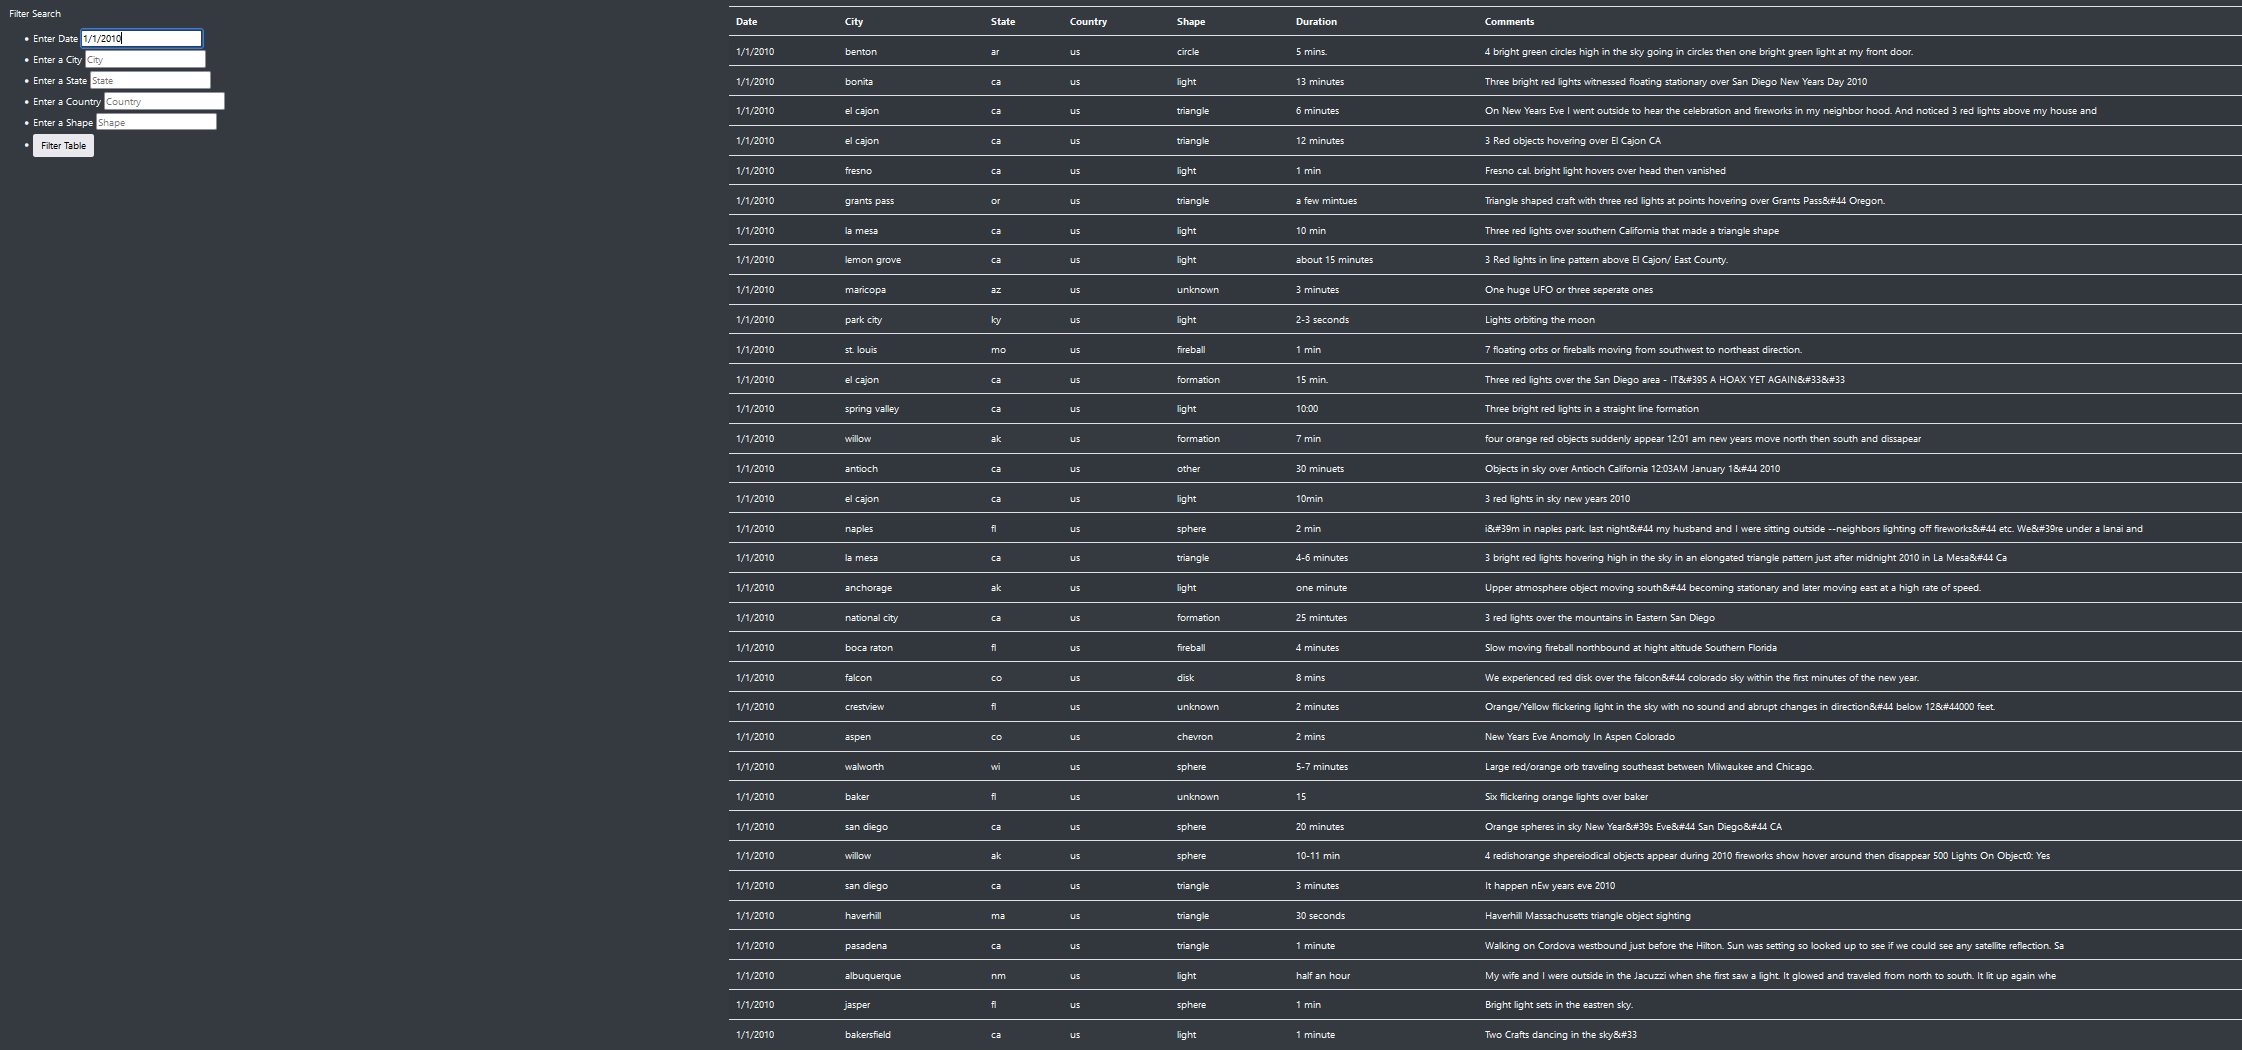 Filter Search
Enter Date 1/1/2010
Enter a City City
Enter a State State
Enter a Country Country
Enter a Shape Shape
Filter Table
Date City State Country Shape Duration Comments
1/1/2010 benton ar us circle 5 mins. 4 bright green circles high in the sky going in circles then one bright green light at my front door.
1/1/2010 bonita ca us light 13 minutes Three bright red lights witnessed floating stationary over San Diego New Years Day 2010
1/1/2010 el cajon ca us triangle 6 minutes On New Years Eve I went outside to hear the celebration and fireworks in my neighbor hood. And noticed 3 red lights above my house and
1/1/2010 el cajon ca us triangle 12 minutes 3 Red objects hovering over El Cajon CA
1/1/2010 fresno ca us light 1 min Fresno cal. bright light hovers over head then vanished
1/1/2010 grants pass or us triangle a few mintues Triangle shaped craft with three red lights at points hovering over Grants Pass&#44 Oregon.
1/1/2010 la mesa ca us light 10 min Three red lights over southern California that made a triangle shape
1/1/2010 lemon grove ca us light about 15 minutes 3 Red lights in line pattern above El Cajon/ East County.
1/1/2010 maricopa az us unknown 3 minutes One huge UFO or three seperate ones
1/1/2010 park city ky us light 2-3 seconds Lights orbiting the moon
1/1/2010 st. louis mo us fireball 1 min 7 floating orbs or fireballs moving from southwest to northeast direction.
1/1/2010 el cajon ca us formation 15 min. Three red lights over the San Diego area - IT&#39S A HOAX YET AGAIN&#33&#33
1/1/2010 spring valley ca us light 10:00 Three bright red lights in a straight line formation
1/1/2010 willow ak us formation 7 min four orange red objects suddenly appear 12:01 am new years move north then south and dissapear
1/1/2010 antioch ca us other 30 minuets Objects in sky over Antioch California 12:03AM January 1&#44 2010
1/1/2010 el cajon ca us light 10min 3 red lights in sky new years 2010
1/1/2010 naples fl us sphere 2 min i&#39m in naples park. last night&#44 my husband and I were sitting outside --neighbors lighting off fireworks&#44 etc. We&#39re under a lanai and
1/1/2010 la mesa ca us triangle 4-6 minutes 3 bright red lights hovering high in the sky in an elongated triangle pattern just after midnight 2010 in La Mesa&#44 Ca
1/1/2010 anchorage ak us light one minute Upper atmosphere object moving south&#44 becoming stationary and later moving east at a high rate of speed.
1/1/2010 national city ca us formation 25 mintutes 3 red lights over the mountains in Eastern San Diego
1/1/2010 boca raton fl us fireball 4 minutes Slow moving fireball northbound at hight altitude Southern Florida
1/1/2010 falcon co us disk 8 mins We experienced red disk over the falcon&#44 colorado sky within the first minutes of the new year.
1/1/2010 crestview fl us unknown 2 minutes Orange/Yellow flickering light in the sky with no sound and abrupt changes in direction&#44 below 12&#44000 feet.
1/1/2010 aspen co us chevron 2 mins New Years Eve Anomoly In Aspen Colorado
1/1/2010 walworth wi us sphere 5-7 minutes Large red/orange orb traveling southeast between Milwaukee and Chicago.
1/1/2010 baker fl us unknown 15 Six flickering orange lights over baker
1/1/2010 san diego ca us sphere 20 minutes Orange spheres in sky New Year&#39s Eve&#44 San Diego&#44 CA
1/1/2010 willow ak us sphere 10-11 min 4 redishorange shpereiodical objects appear during 2010 fireworks show hover around then disappear 500 Lights On Object0: Yes
1/1/2010 san diego ca us triangle 3 minutes It happen nEw years eve 2010
1/1/2010 haverhill ma us triangle 30 seconds Haverhill Massachusetts triangle object sighting
1/1/2010 pasadena ca us triangle 1 minute Walking on Cordova westbound just before the Hilton. Sun was setting so looked up to see if we could see any satellite reflection. Sa
1/1/2010 albuquerque nm us light half an hour My wife and I were outside in the Jacuzzi when she first saw a light. It glowed and traveled from north to south. It lit up again whe
1/1/2010 jasper fl us sphere 1 min Bright light sets in the eastren sky.
1/1/2010 bakersfield ca us light 1 minute Two Crafts dancing in the sky&#33